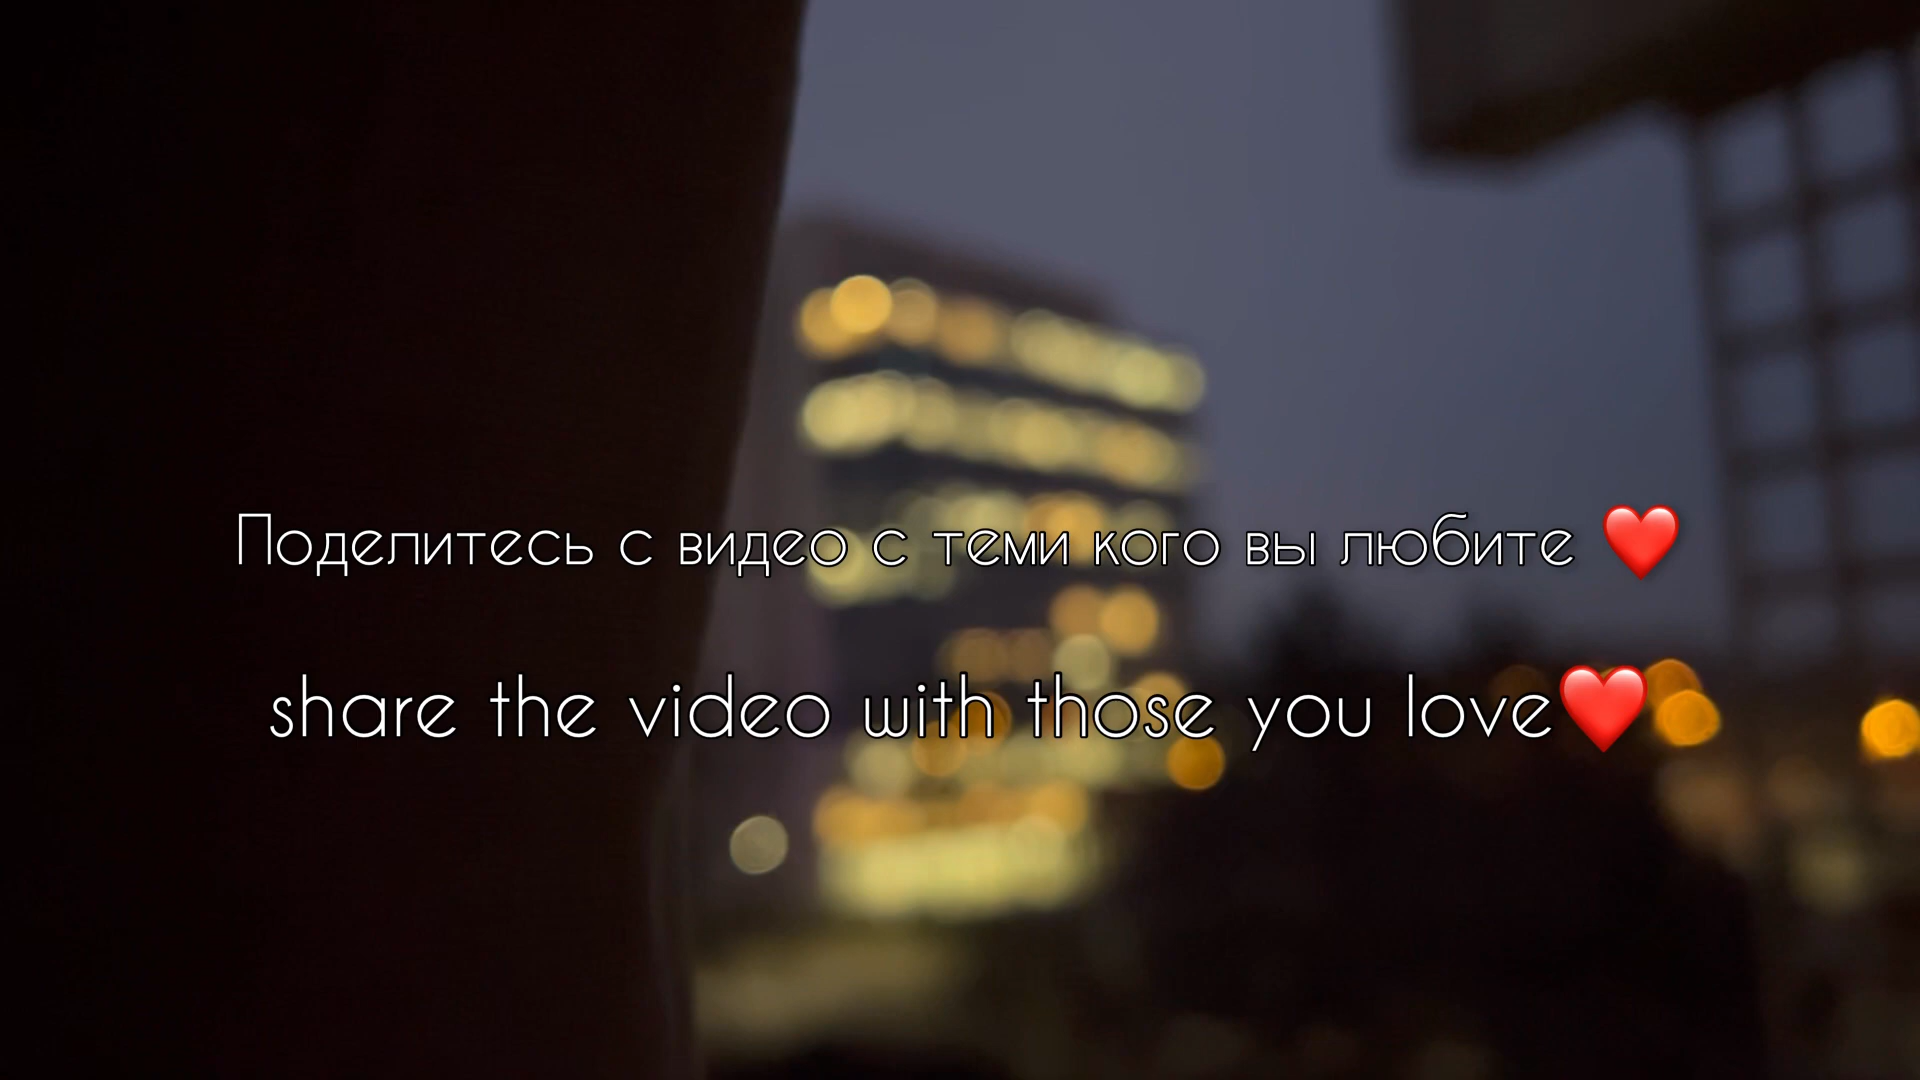 Поделитесь с видео с теми кого вы любите ❤️
share the video with those you love❤️